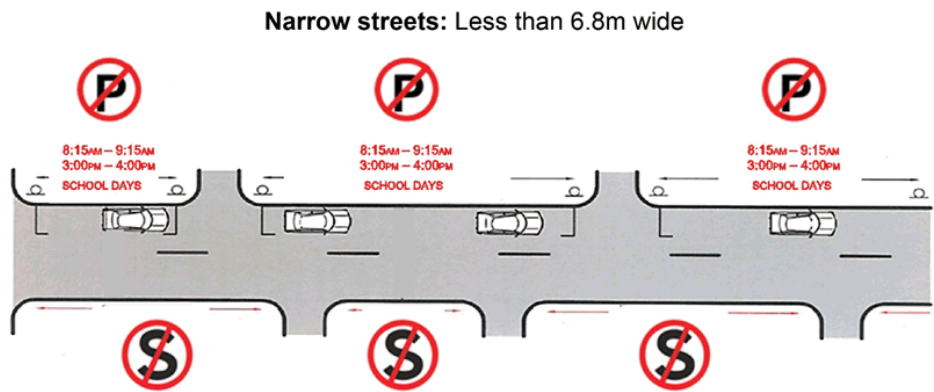 Narrow streets: Less than 6.8m wide
P P P
8:15AM – 9:15AM 8:15AM – 9:15AM 8:15AM – 9:15AM
3:00PM – 4:00PM 3:00PM – 4:00PM 3:00PM – 4:00PM
SCHOOL DAYS SCHOOL DAYS SCHOOL DAYS
S S S